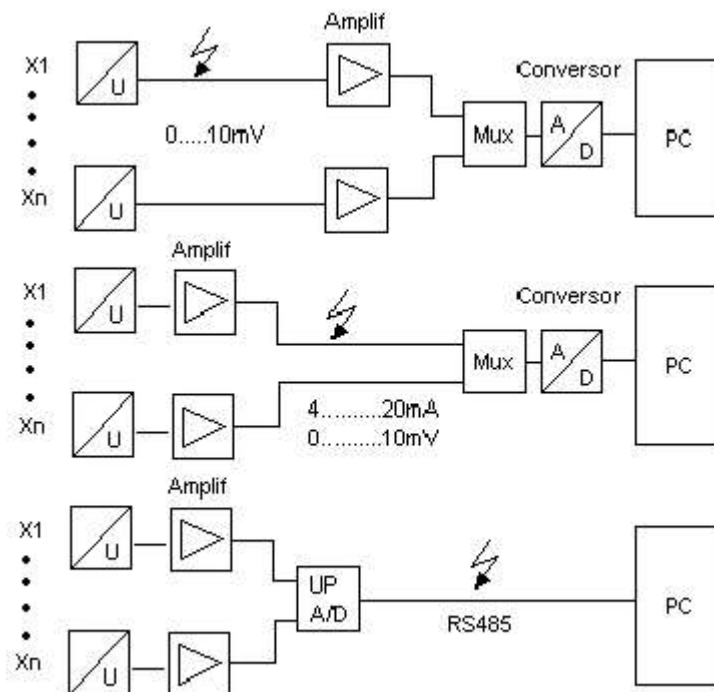 Amplif
X1
U
Conversor
0.....10mV
Mux
A
D
PC
Xn
U
Amplif
X1
U
Conversor
Mux
A
D
PC
4..........20mA
0..........10mV
Xn
U
Amplif
X1
U
UP
A/D
RS485
PC
Xn
U